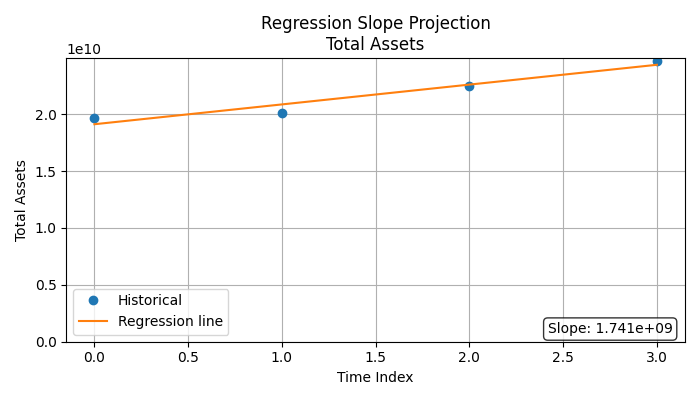 Regression Slope Projection
Total Assets
1e10
2.0
1.5
1.0
0.5
0.0
Total Assets
Historical
Regression line
Slope: 1.741e+09
0.0 0.5 1.0 1.5 2.0 2.5 3.0
Time Index